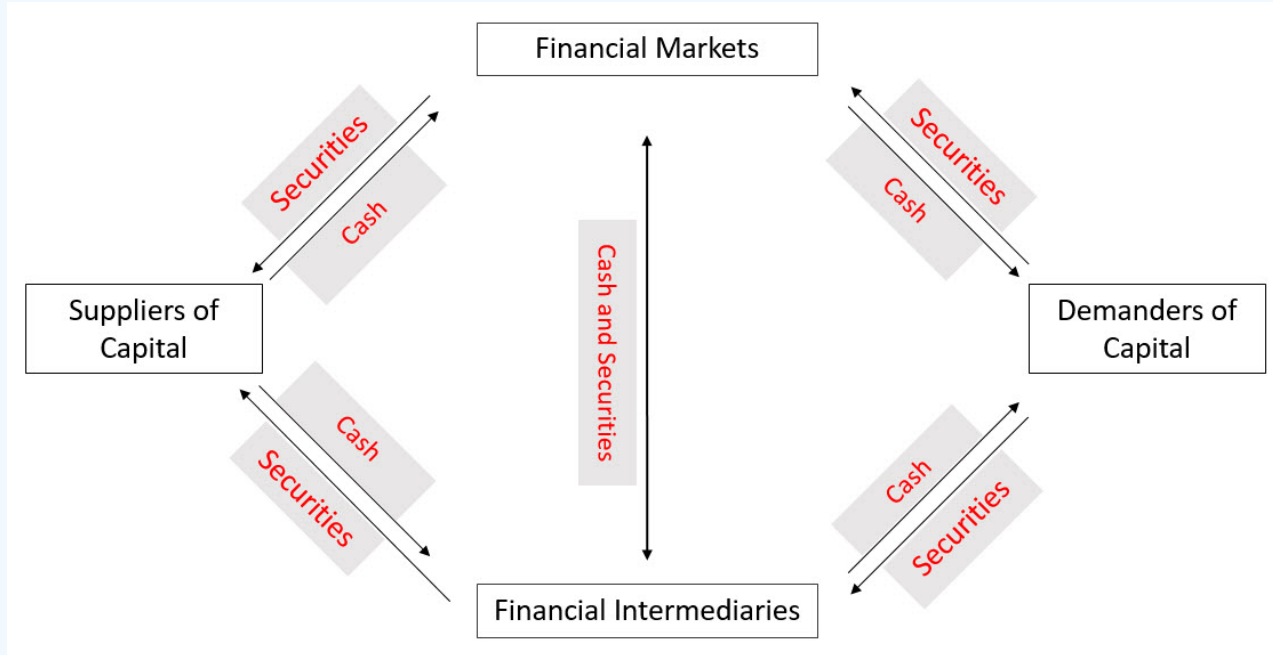 Financial Markets
Securities
Cash
Securities
Cash
Cash and Securities
Suppliers of
Capital
Demanders of
Capital
Cash
Securities
Cash
Securities
Financial Intermediaries